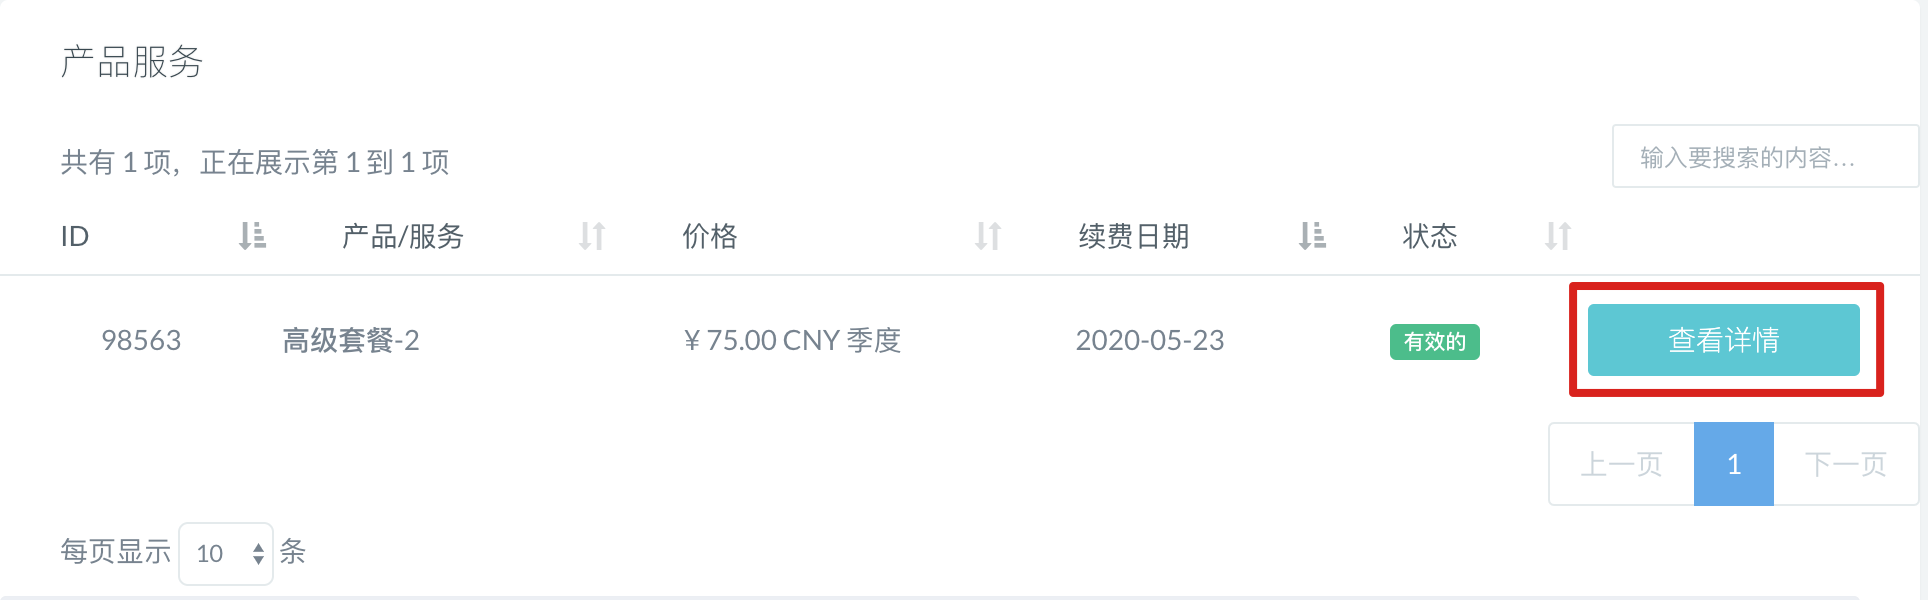 产品服务
共有 1 项，正在展示第 1 到 1 项
输入要搜索的内容...
ID 产品/服务 价格 续费日期 状态
98563 高级套餐-2 ¥ 75.00 CNY 季度 2020-05-23 有效的 查看详情
上一页 1 下一页
每页显示 10 条